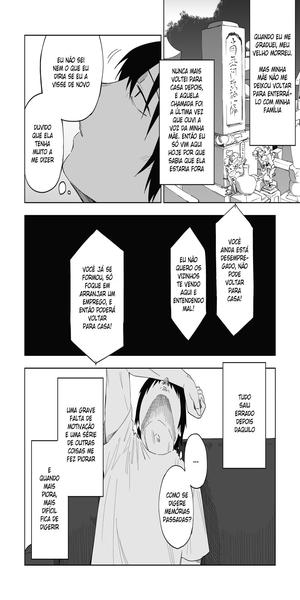 QUANDO EU ME
GRADUEI, MEU
VELHO MORREU.
MAS MINHA
MÃE NÃO ME
DEIXOU VOLTAR
PARA ENTERRÁ-
LO COM MINHA
FAMÍLIA
NUNCA MAIS
VOLTEI PARA
CASA DEPOIS,
E AQUELA
CHAMADA FOI
A ÚLTIMA
VEZ QUE OUVI
A VOZ DA MINHA
MÃE. ENTÃO EU
SÓ VIM AQUI
HOJE POR QUE
SABIA QUE ELA
ESTARIA FORA
EU NÃO SEI!
NEM O QUE EU
DIRIA SE EU A
VISSE DE NOVO
DUVIDO
QUE ELA
TENHA
MUITO A
ME DIZER
VOCÊ
AINDA ESTÁ
DESEMPRE-
GADO, NÃO
PODE
VOLTAR PARA
CASA!
EU NÃO
QUERO OS
VIZINHOS
TE VENDO
AQUI E
ENTENDENDO
MAL!
VOCÊ JÁ SE
FORMOU, SÓ
FOQUE EM
ARRANJAR UM
EMPREGO, E
ENTÃO PODERÁ
VOLTAR
PARA CASA!
TUDO
SAIU
ERRADO
DEPOIS
DAQUILO
UMA GRAVE
FALTA DE
MOTIVAÇÃO
E UMA SÉRIE
DE OUTRAS
COISAS ME
FEZ PIORAR
...
COMO SE
DIGERE
MEMÓRIAS
PASSADAS?
E
QUANDO
MAIS
PIORA,
MAIS
DIFÍCIL
FICA DE
DIGERIR